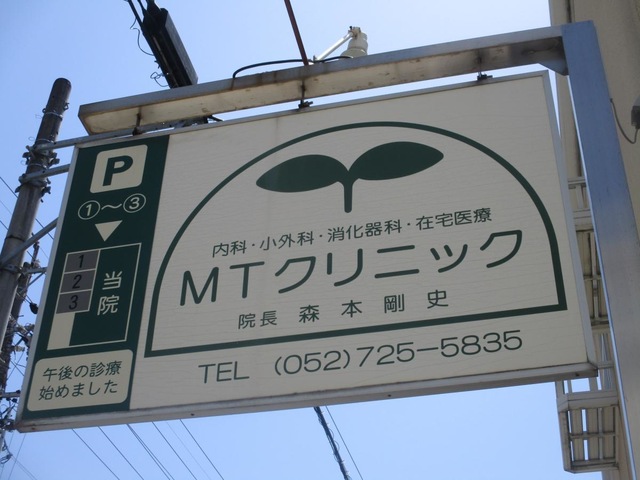 P
①〜③
1
2
3
当院
午後の診療
始めました
内科・小外科・消化器科・在宅医療
MTクリニック
院長 森本剛史
TEL (052)725-5835